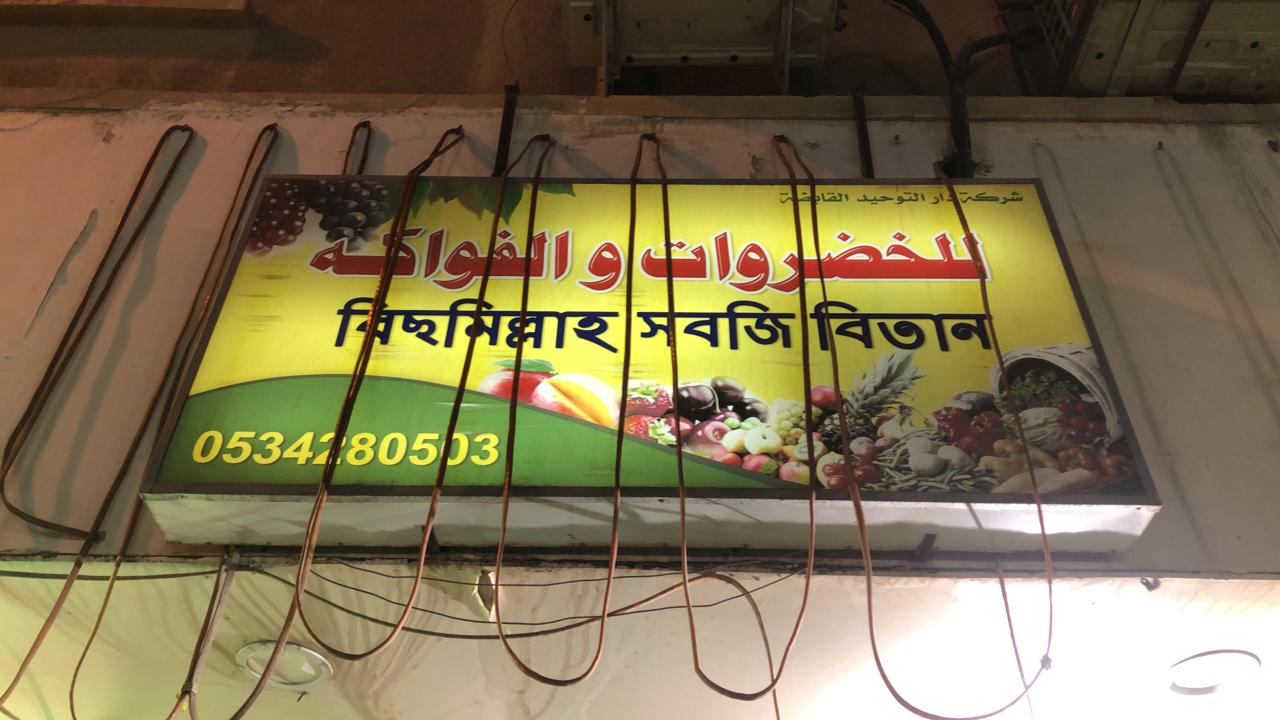 شركة دار التوحيد القابضة
للخضروات و الفواكه
বিছমিল্লাহ সবজি বিতান
0534280503